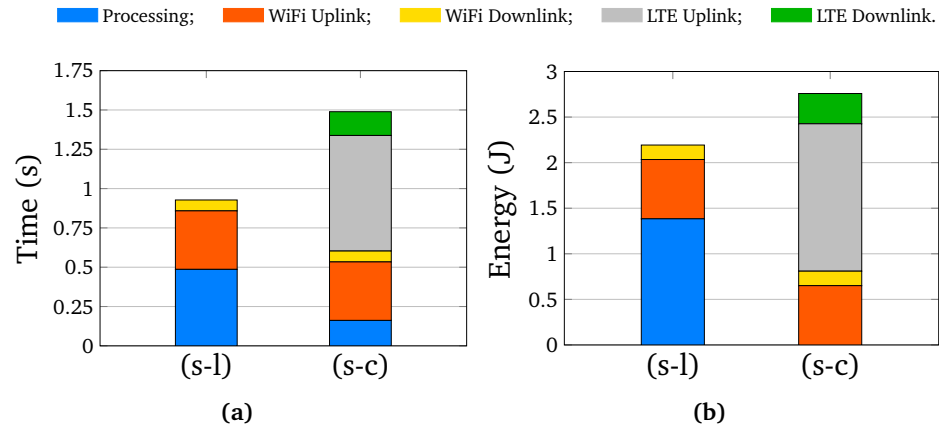 Processing; WiFi Uplink; WiFi Downlink; LTE Uplink; LTE Downlink.
1.75
1.5
1.25
1
0.75
0.5
0.25
0
Time (s)
(s-l) (s-c)
(a)
3
2.5
2
1.5
1
0.5
0
Energy (J)
(s-l) (s-c)
(b)